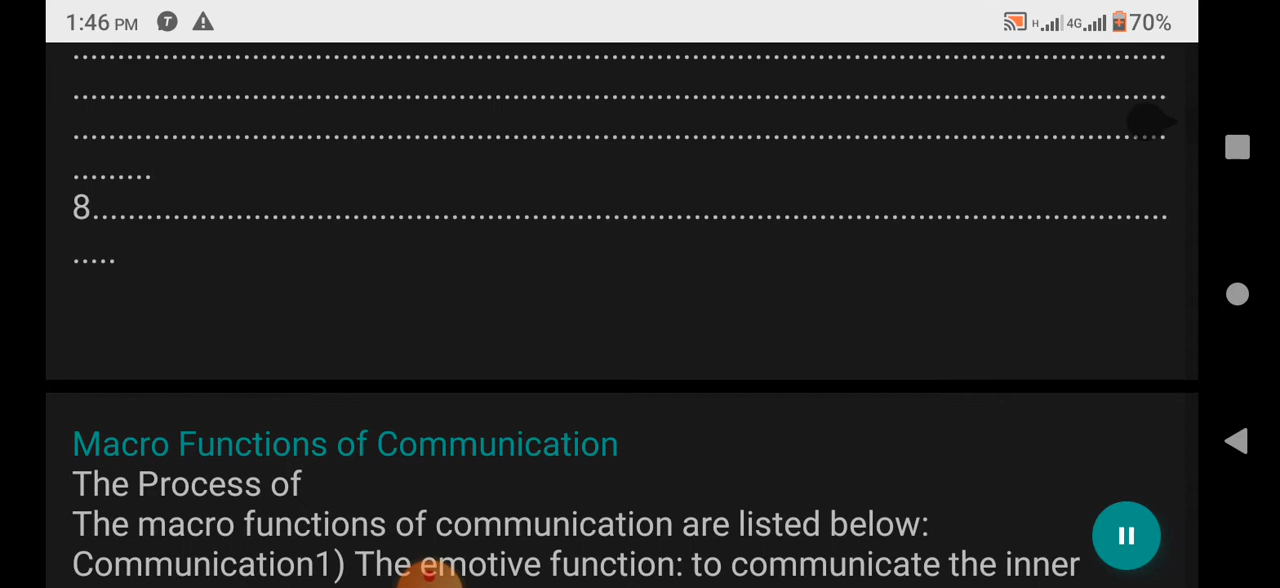 1:46 PM T H 4G 70%
........................................................................................................................
........................................................................................................................
........................................................................................................................
.........
8......................................................................................................................
.....
Macro Functions of Communication
The Process of
The macro functions of communication are listed below:
Communication1) The emotive function: to communicate the inner